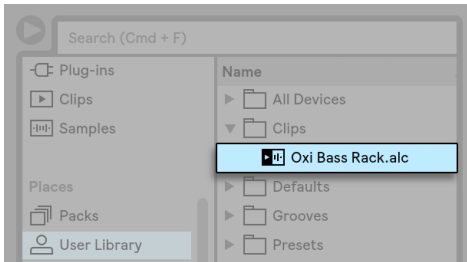 Search (Cmd + F)
Plug-ins
Clips
Samples
Places
Packs
User Library
Name
All Devices
Clips
Oxi Bass Rack.alc
Defaults
Grooves
Presets